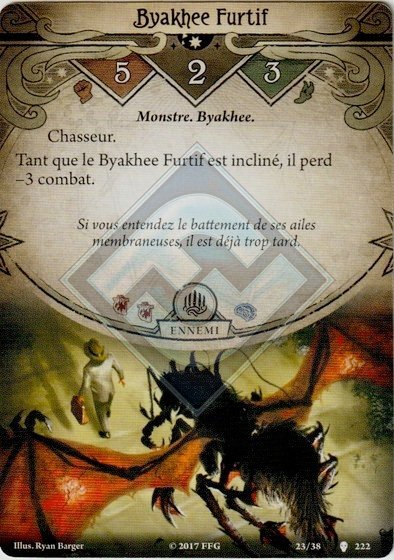 Byakhee Furtif
5 2 3
Monstre. Byakhee.
Chasseur.
Tant que le Byakhee Furtif est incliné, il perd
–3 combat.
Si vous entendez le battement de ses ailes
membraneuses, il est déjà trop tard.
ENNEMI
Illus. Ryan Barger © 2017 FFG 23/38 222